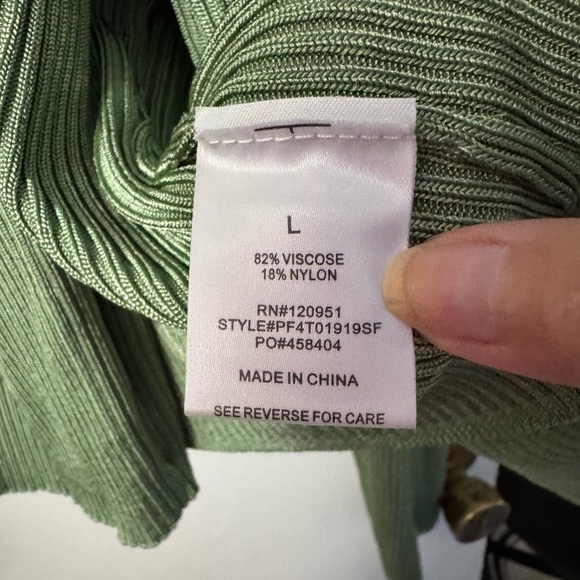 L
82% VISCOSE
18% NYLON
RN#120951
STYLE#PF4T01919SF
PO#458404
MADE IN CHINA
SEE REVERSE FOR CARE